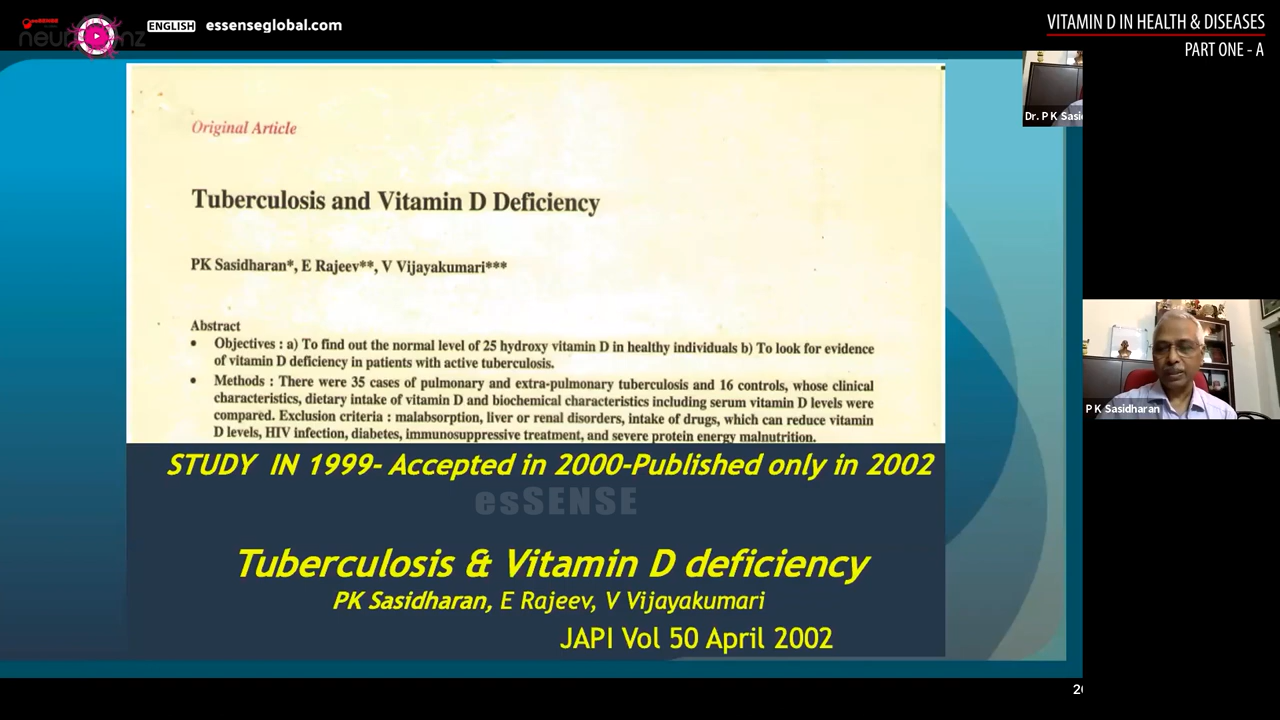 esSENSE
neuronz
ENGLISH essenseglobal.com
VITAMIN D IN HEALTH & DISEASES
PART ONE - A
Original Article
Tuberculosis and Vitamin D Deficiency
PK Sasidharan*, E Rajeev**, V Vijayakumari***
Abstract
• Objectives : a) To find out the normal level of 25 hydroxy vitamin D in healthy individuals b) To look for evidence
of vitamin D deficiency in patients with active tuberculosis.
• Methods : There were 35 cases of pulmonary and extra-pulmonary tuberculosis and 16 controls, whose clinical
characteristics, dietary intake of vitamin D and biochemical characteristics including serum vitamin D levels were
compared. Exclusion criteria : malabsorption, liver or renal disorders, intake of drugs, which can reduce vitamin
D levels, HIV infection, diabetes, immunosuppressive treatment, and severe protein energy malnutrition.
STUDY IN 1999- Accepted in 2000-Published only in 2002
esSENSE
Tuberculosis & Vitamin D deficiency
PK Sasidharan, E Rajeev, V Vijayakumari
JAPI Vol 50 April 2002
Dr. P K Sasi
P K Sasidharan